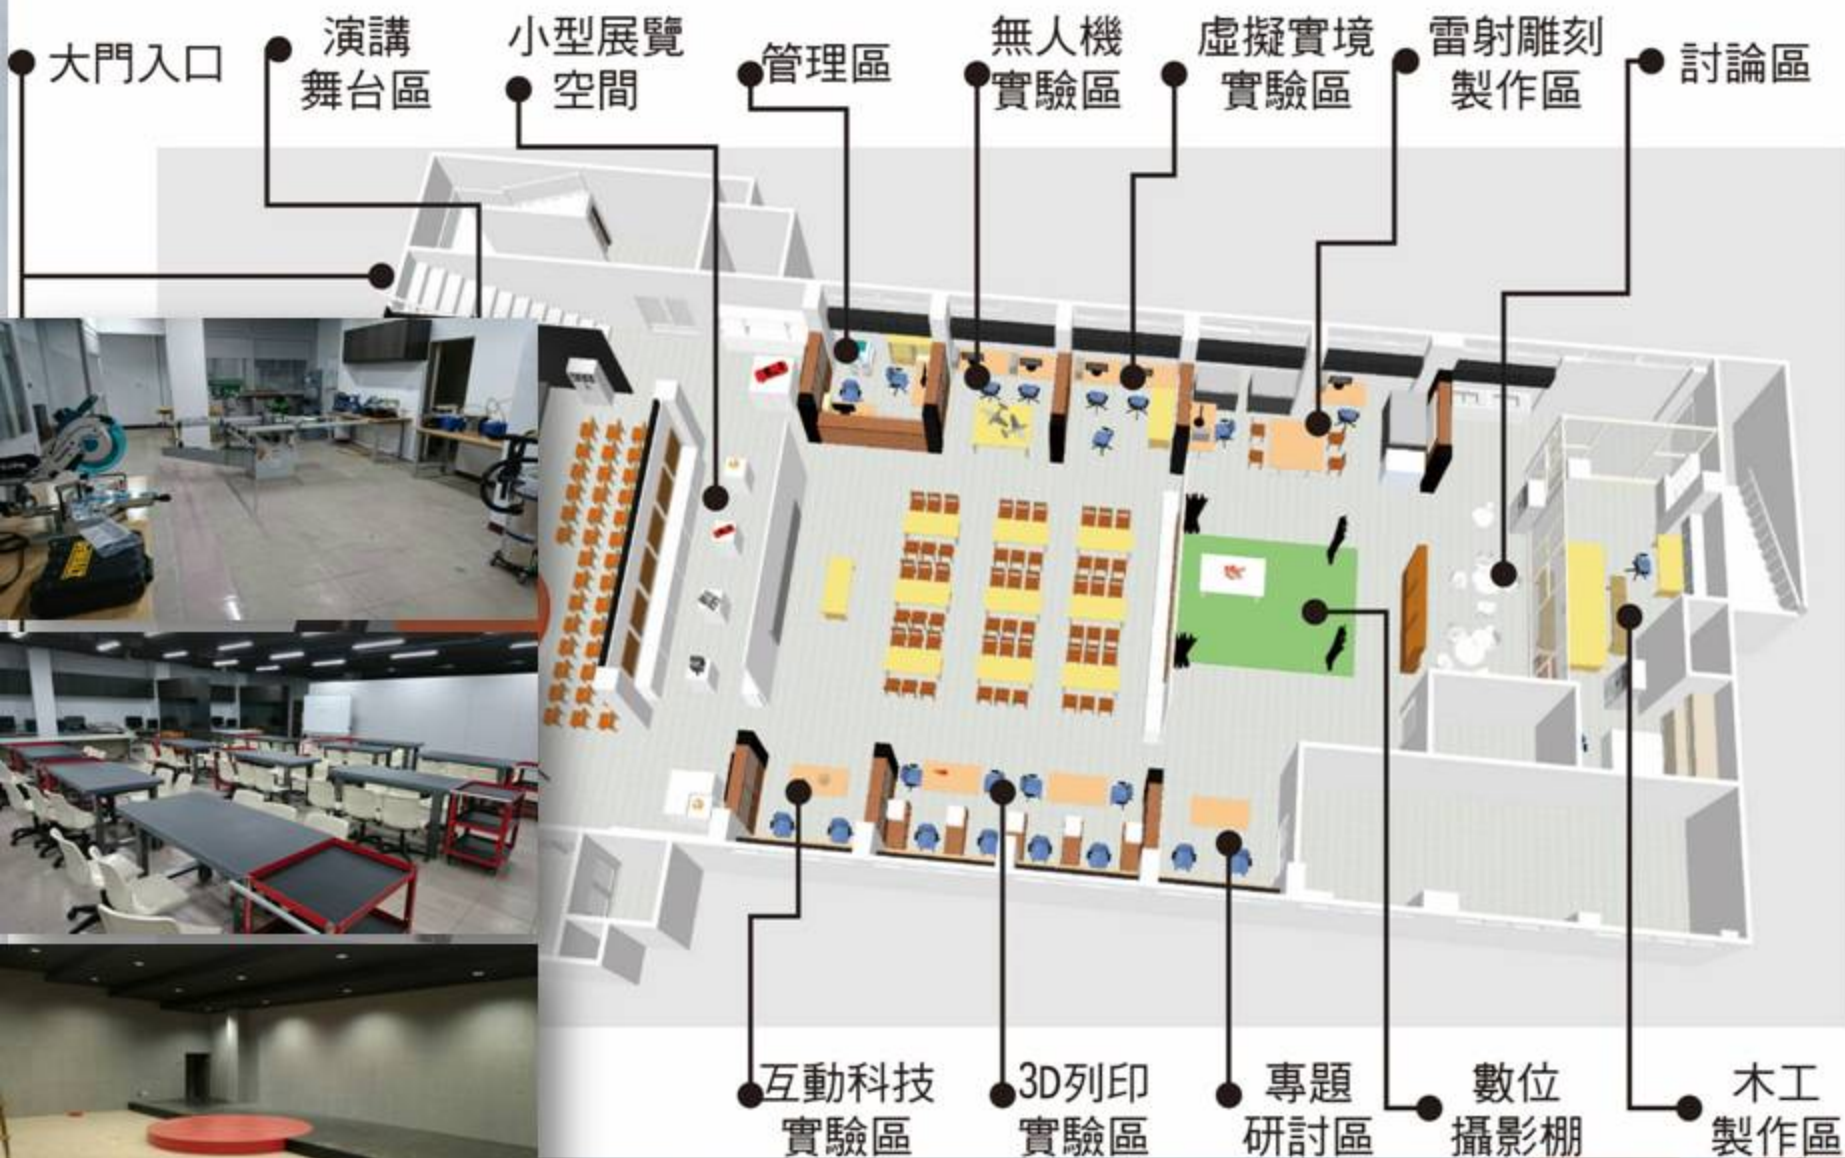 大門入口
演講
舞台區
小型展覽
空間
管理區
無人機
實驗區
虛擬實境
實驗區
雷射雕刻
製作區
討論區
互動科技
實驗區
3D列印
實驗區
專題
研討區
數位
攝影棚
木工
製作區